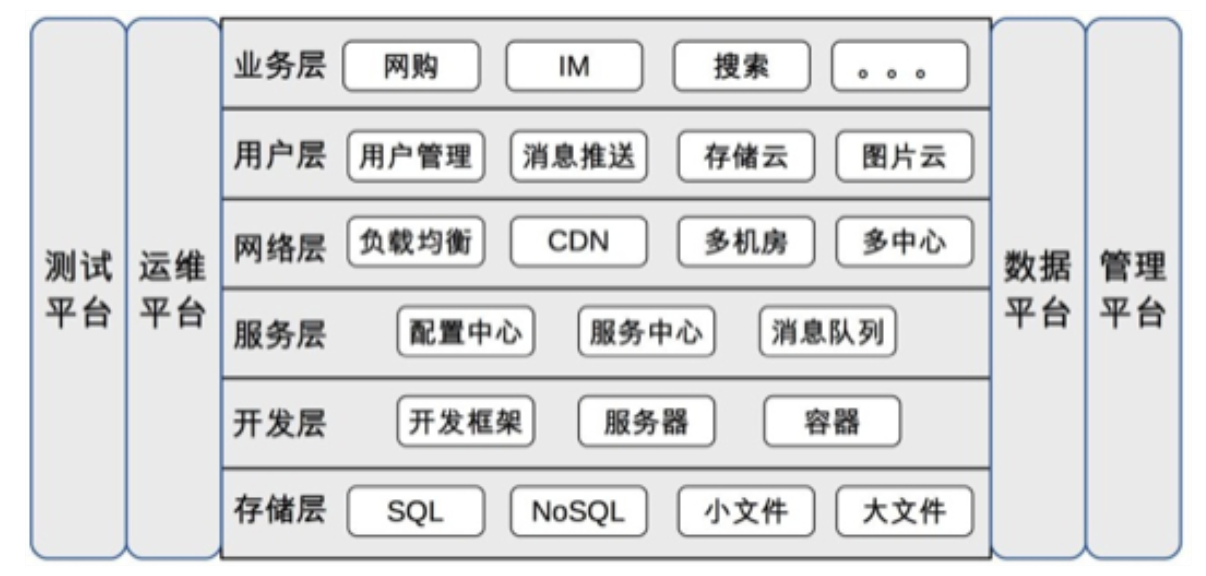 测试
平台
运维
平台
业务层 网购 IM 搜索 。。。
用户层 用户管理 消息推送 存储云 图片云
网络层 负载均衡 CDN 多机房 多中心
服务层 配置中心 服务中心 消息队列
开发层 开发框架 服务器 容器
存储层 SQL NoSQL 小文件 大文件
数据
平台
管理
平台